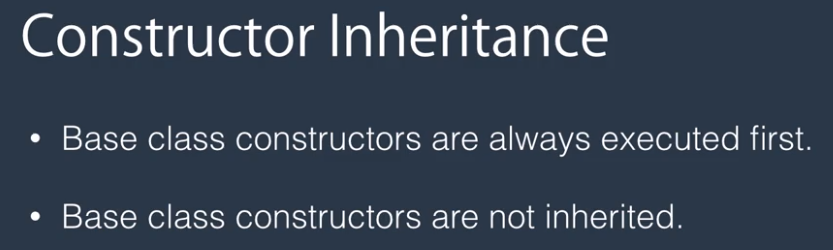 Constructor Inheritance
• Base class constructors are always executed first.
• Base class constructors are not inherited.